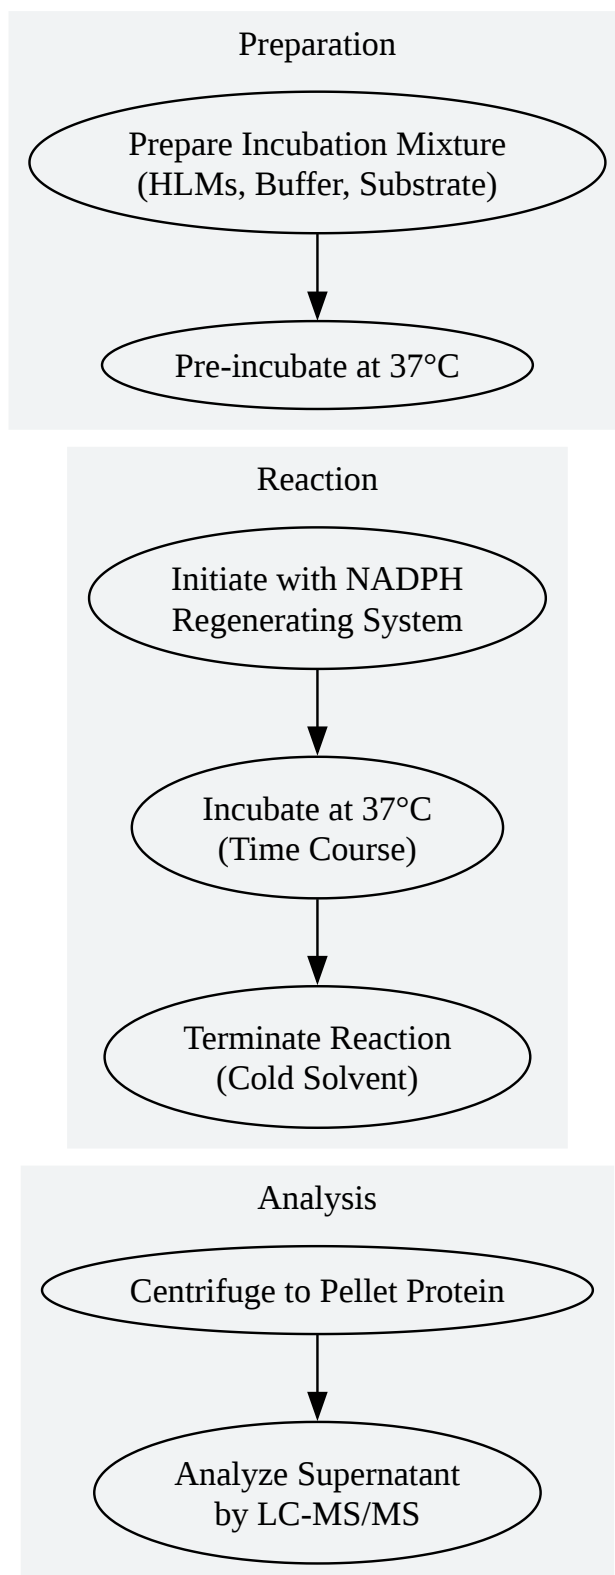 Preparation
Prepare Incubation Mixture
(HLMs, Buffer, Substrate)
Pre-incubate at 37°C
Reaction
Initiate with NADPH
Regenerating System
Incubate at 37°C
(Time Course)
Terminate Reaction
(Cold Solvent)
Analysis
Centrifuge to Pellet Protein
Analyze Supernatant
by LC-MS/MS